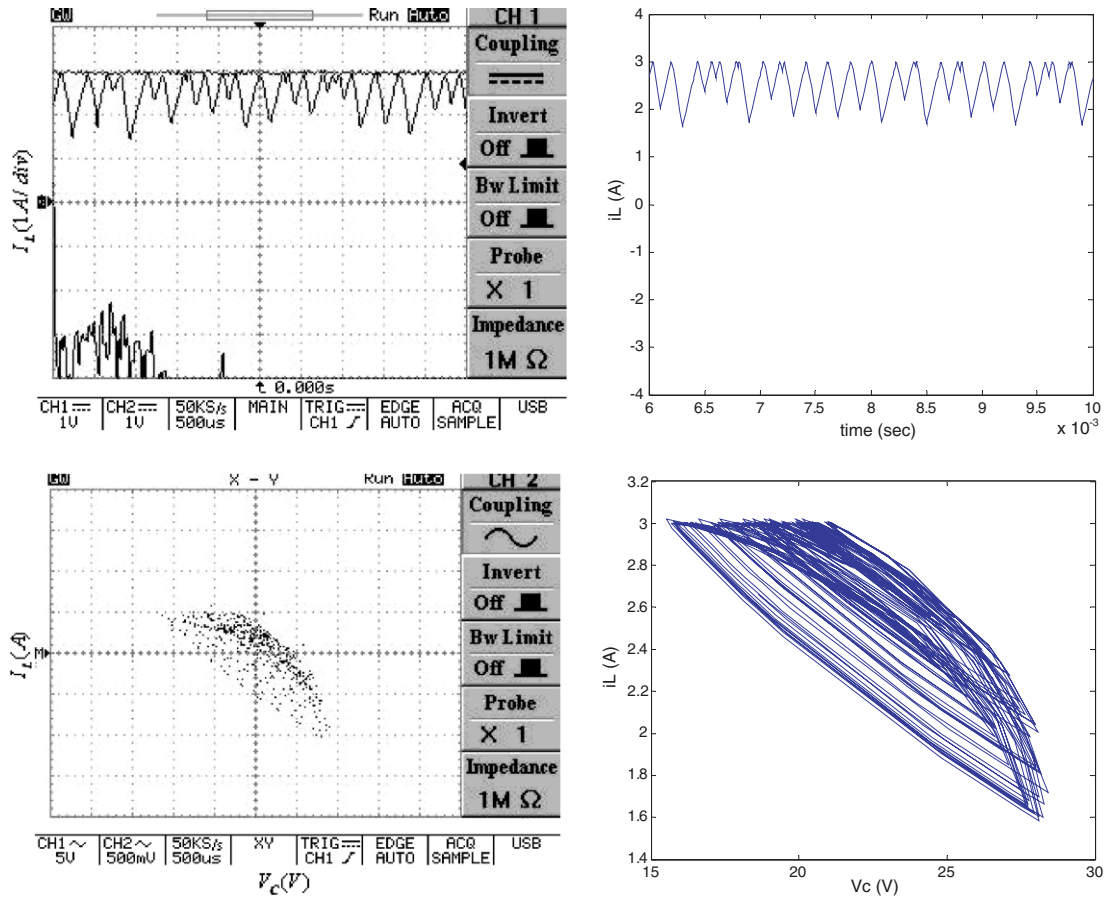 GW Run Auto CH 1
Coupling
Invert
Off
Bw Limit
Off
Probe
X 1
Impedance
1M Ω
I_L(1A/div)
t 0.000s
CH1 CH2 50KS/s MAIN TRIG EDGE ACQ USB
1V 1V 500us CH1 AUTO SAMPLE
4
3
2
1
0
-1
-2
-3
-4
iL (A)
6 6.5 7 7.5 8 8.5 9 9.5 10
time (sec)
x 10⁻³
GW X - Y Run Auto CH 2
Coupling
Invert
Off
Bw Limit
Off
Probe
X 1
Impedance
1M Ω
I_L(A)
M
CH1 CH2 50KS/s XY TRIG EDGE ACQ USB
5V 500mV 500us CH1 AUTO SAMPLE
V_C(V)
3.2
3
2.8
2.6
2.4
2.2
2
1.8
1.6
1.4
iL (A)
15 20 25 30
Vc (V)